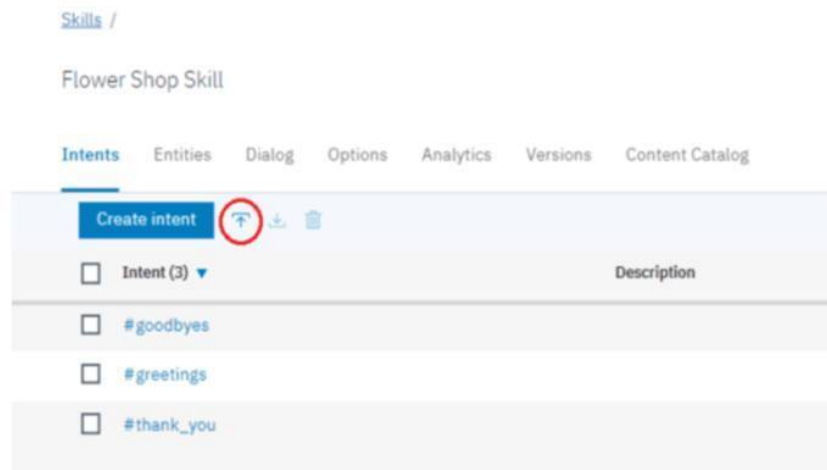 Skills /
Flower Shop Skill
Intents Entities Dialog Options Analytics Versions Content Catalog
Create intent
Intent (3) Description
#goodbyes
#greetings
#thank_you